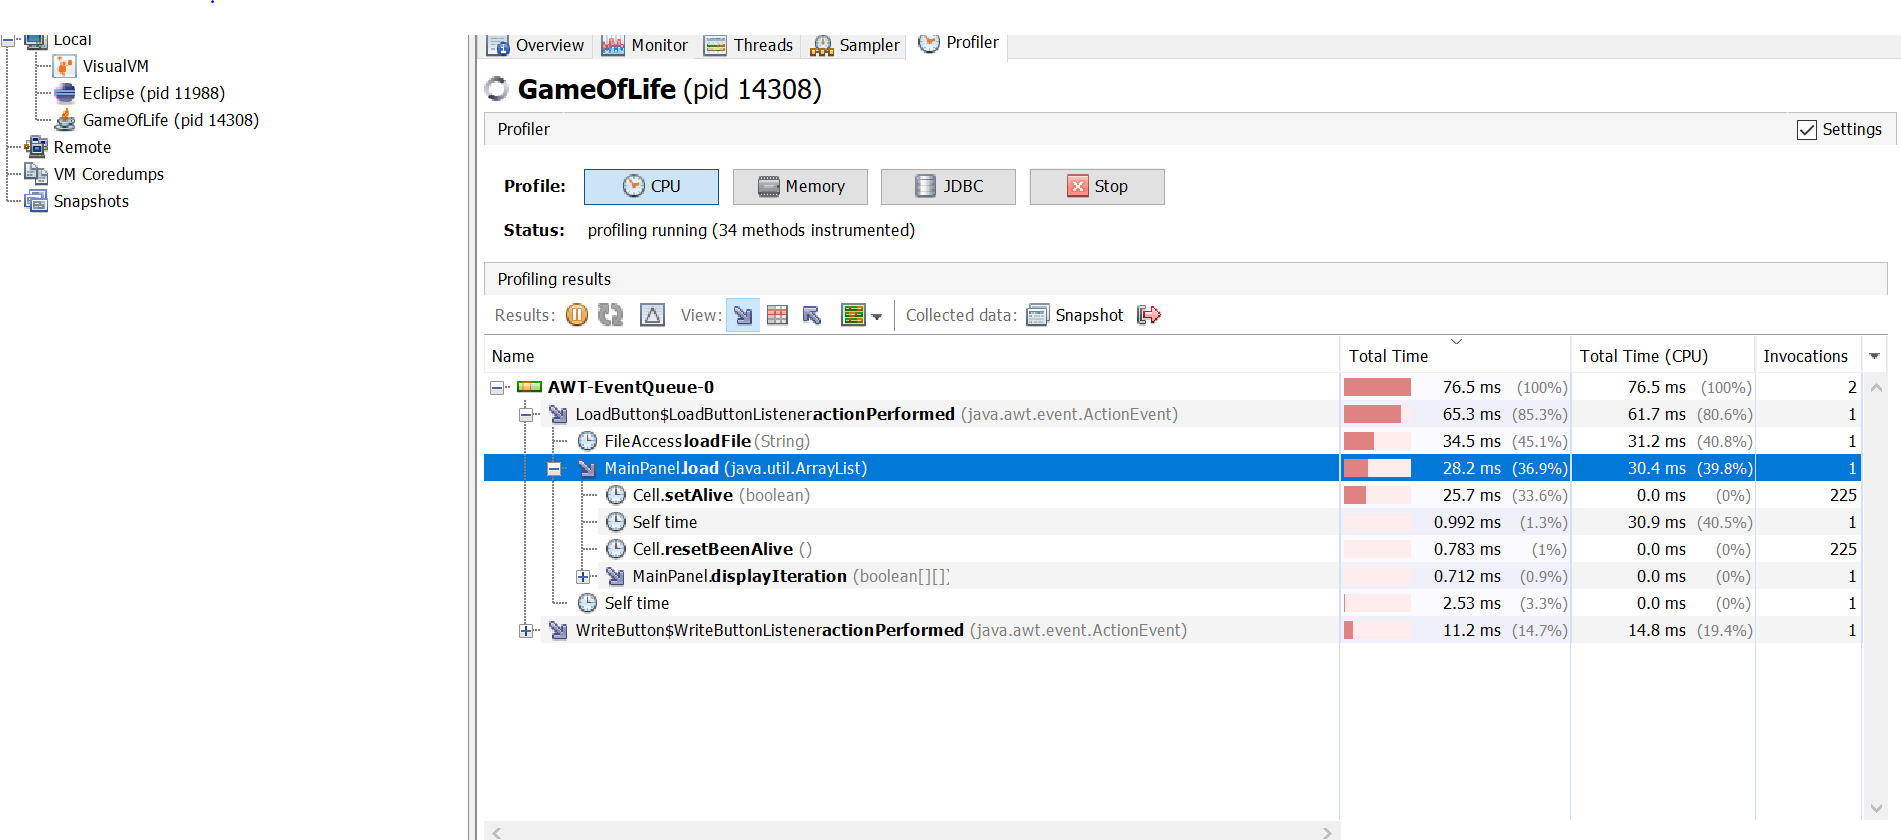 Local
VisualVM
Eclipse (pid 11988)
GameOfLife (pid 14308)
Remote
VM Coredumps
Snapshots
Overview Monitor Threads Sampler Profiler
GameOfLife (pid 14308)
Profiler Settings
Profile: CPU Memory JDBC Stop
Status: profiling running (34 methods instrumented)
Profiling results
Results: View: Collected data: Snapshot
Name Total Time Total Time (CPU) Invocations
AWT-EventQueue-0 76.5 ms (100%) 76.5 ms (100%) 2
LoadButton$LoadButtonListener.actionPerformed (java.awt.event.ActionEvent) 65.3 ms (85.3%) 61.7 ms (80.6%) 1
FileAccess.loadFile (String) 34.5 ms (45.1%) 31.2 ms (40.8%) 1
MainPanel.load (java.util.ArrayList) 28.2 ms (36.9%) 30.4 ms (39.8%) 1
Cell.setAlive (boolean) 25.7 ms (33.6%) 0.0 ms (0%) 225
Self time 0.992 ms (1.3%) 30.9 ms (40.5%) 1
Cell.resetBeenAlive () 0.783 ms (1%) 0.0 ms (0%) 225
MainPanel.displayIteration (boolean[][]) 0.712 ms (0.9%) 0.0 ms (0%) 1
Self time 2.53 ms (3.3%) 0.0 ms (0%) 1
WriteButton$WriteButtonListener.actionPerformed (java.awt.event.ActionEvent) 11.2 ms (14.7%) 14.8 ms (19.4%) 1